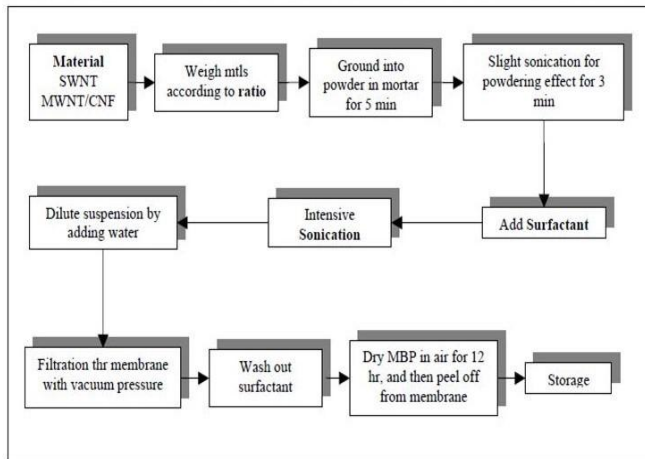 Material
SWNT
MWNT/CNF
Weigh mtls
according to ratio
Ground into
powder in mortar
for 5 min
Slight sonication for
powdering effect for 3
min
Add Surfactant
Intensive
Sonication
Dilute suspension by
adding water
Filtration thr membrane
with vacuum pressure
Wash out
surfactant
Dry MBP in air for 12
hr, and then peel off
from membrane
Storage